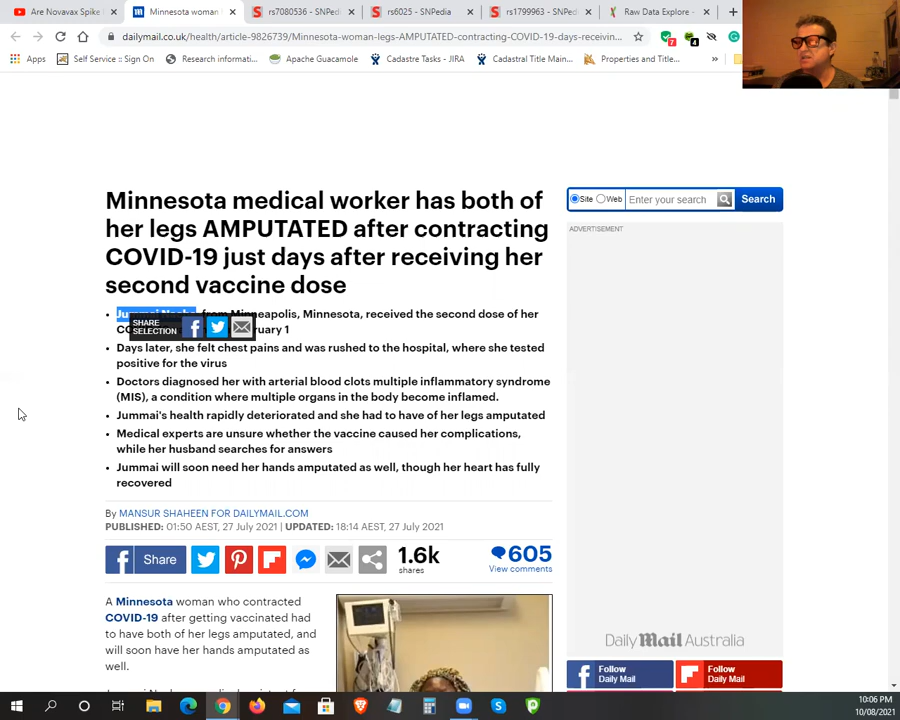 Are Novavax Spike
Minnesota woman
rs7080536 - SNPedi
rs6025 - SNPedia
rs1799963 - SNPedi
Raw Data Explore -
dailymail.co.uk/health/article-9826739/Minnesota-woman-legs-AMPUTATED-contracting-COVID-19-days-receivin...
7
4
Apps
Self Service :: Sign On
Research informati...
Apache Guacamole
Cadastre Tasks - JIRA
Cadastral Title Main...
Properties and Title...
»
Minnesota medical worker has both of
her legs AMPUTATED after contracting
COVID-19 just days after receiving her
second vaccine dose
Site
Web
Enter your search
Search
ADVERTISEMENT
from Minneapolis, Minnesota, received the second dose of her
SHARE
SELECTION
Days later, she felt chest pains and was rushed to the hospital, where she tested
positive for the virus
Doctors diagnosed her with arterial blood clots multiple inflammatory syndrome
(MIS), a condition where multiple organs in the body become inflamed.
Jummai's health rapidly deteriorated and she had to have of her legs amputated
Medical experts are unsure whether the vaccine caused her complications,
while her husband searches for answers
Jummai will soon need her hands amputated as well, though her heart has fully
recovered
By MANSUR SHAHEEN FOR DAILYMAIL.COM
PUBLISHED: 01:50 AEST, 27 July 2021 | UPDATED: 18:14 AEST, 27 July 2021
Share
1.6k
shares
605
View comments
A Minnesota woman who contracted
COVID-19 after getting vaccinated had
to have both of her legs amputated, and
will soon have her hands amputated as
well.
Daily Mail Australia
Follow
Daily Mail
Follow
Daily Mail
10:06 PM
10/08/2021